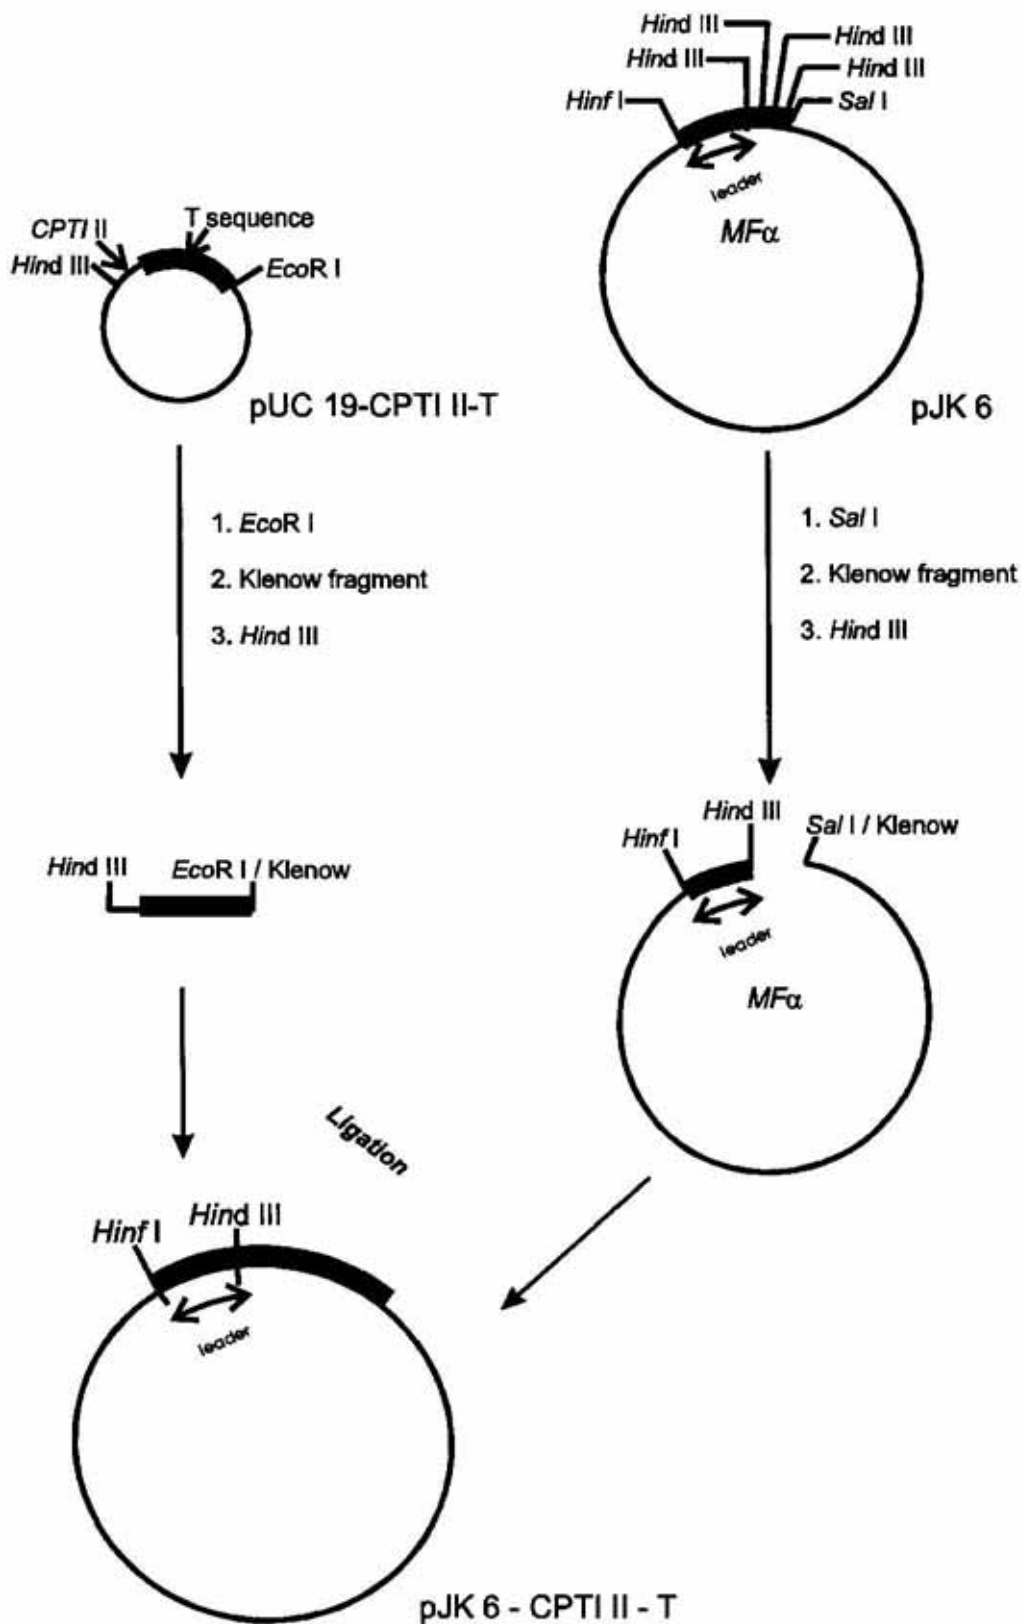 Hind III
Hind III
Hind III
Hind III
Hinf I
Sal I
leader
MFα
CPTI II
T sequence
Hind III
EcoR I
pUC 19-CPTI II-T
pJK 6
1. EcoR I
2. Klenow fragment
3. Hind III
1. Sal I
2. Klenow fragment
3. Hind III
Hind III
EcoR I / Klenow
Hind III
Hinf I
Sal I / Klenow
leader
MFα
Ligation
Hinf I
Hind III
leader
pJK 6 - CPTI II - T